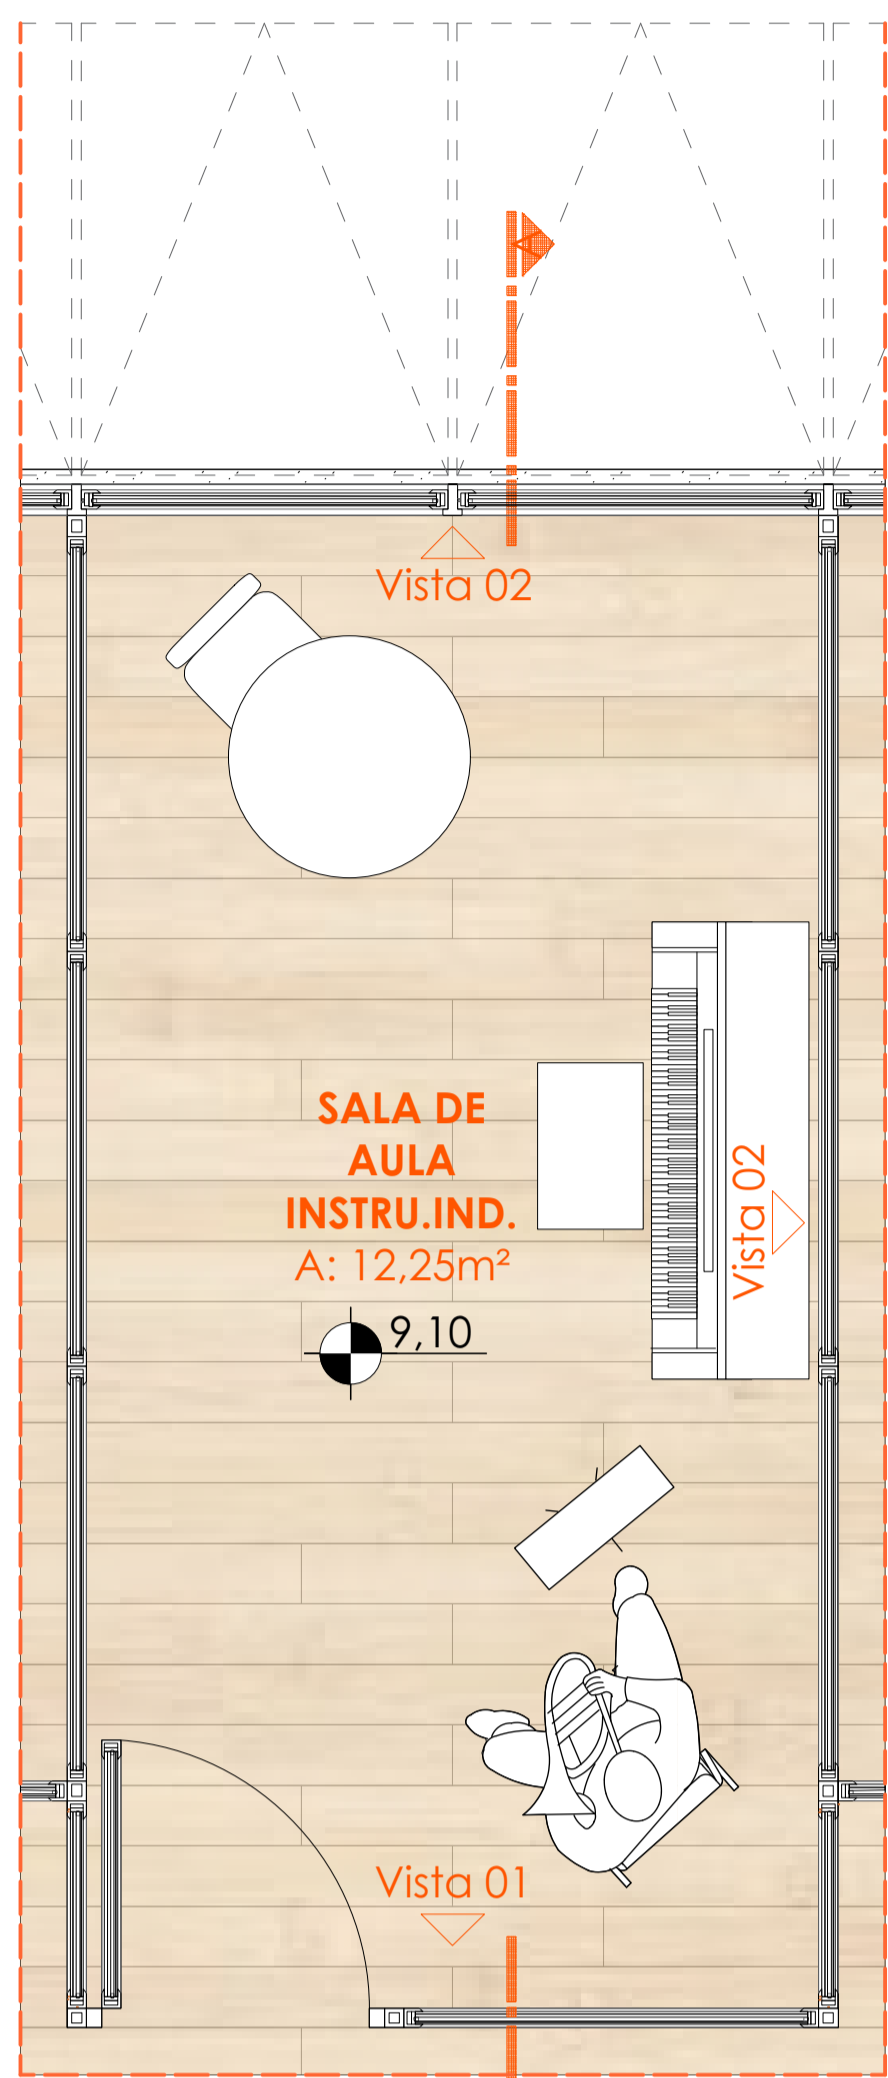 A
Vista 02
SALA DE
AULA
INSTRU.IND.
A: 12,25m²
9,10
Vista 02
Vista 01